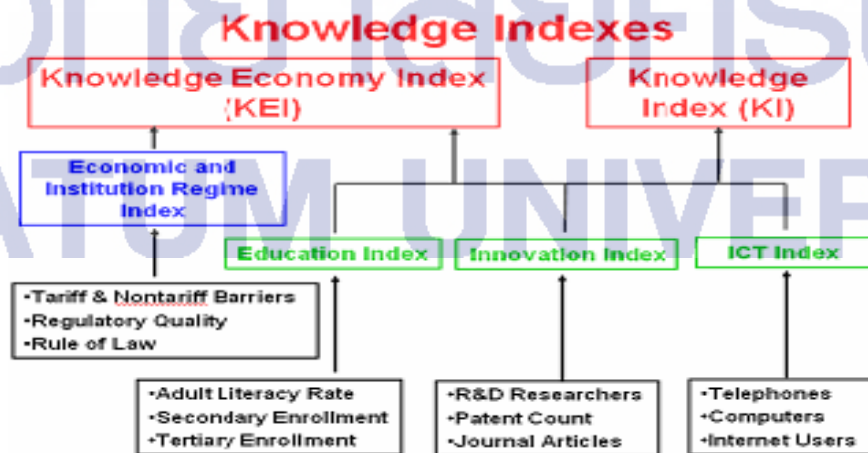 Knowledge Indexes
Knowledge Economy Index
(KEI)
Knowledge
Index (KI)
Economic and
Institution Regime
Index
Education Index
Innovation Index
ICT Index
•Tariff & Nontariff Barriers
•Regulatory Quality
•Rule of Law
•Adult Literacy Rate
•Secondary Enrollment
•Tertiary Enrollment
•R&D Researchers
•Patent Count
•Journal Articles
•Telephones
•Computers
•Internet Users